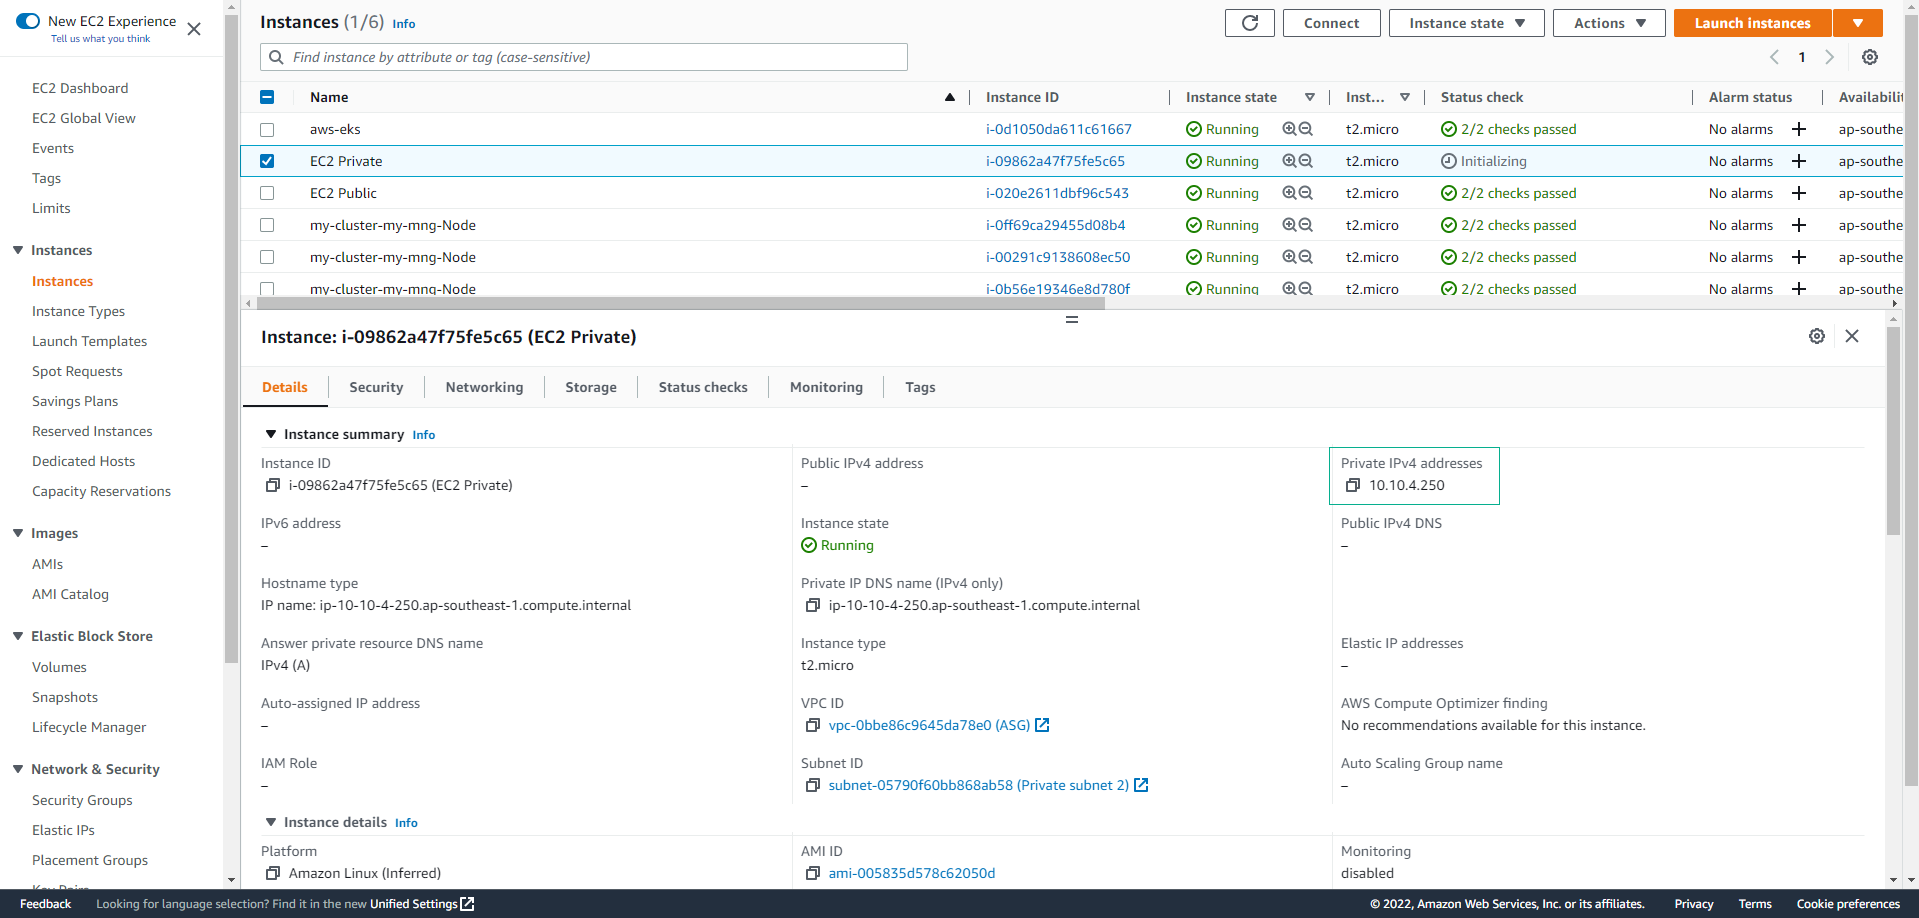 New EC2 Experience
Tell us what you think
EC2 Dashboard
EC2 Global View
Events
Tags
Limits
Instances
Instances
Instance Types
Launch Templates
Spot Requests
Savings Plans
Reserved Instances
Dedicated Hosts
Capacity Reservations
Images
AMIs
AMI Catalog
Elastic Block Store
Volumes
Snapshots
Lifecycle Manager
Network & Security
Security Groups
Elastic IPs
Placement Groups
Key Pairs
Instances (1/6) Info
Connect
Instance state
Actions
Launch instances
Find instance by attribute or tag (case-sensitive)
1
Name Instance ID Instance state Inst... Status check Alarm status Availabilit
aws-eks i-0d1050da611c61667 Running t2.micro 2/2 checks passed No alarms + ap-southe
EC2 Private i-09862a47f75fe5c65 Running t2.micro Initializing No alarms + ap-southe
EC2 Public i-020e2611dbf96c543 Running t2.micro 2/2 checks passed No alarms + ap-southe
my-cluster-my-mng-Node i-0ff69ca29455d08b4 Running t2.micro 2/2 checks passed No alarms + ap-southe
my-cluster-my-mng-Node i-00291c9138608ec50 Running t2.micro 2/2 checks passed No alarms + ap-southe
my-cluster-my-mng-Node i-0b56e19346e8d780f Running t2.micro 2/2 checks passed No alarms + ap-southe
Instance: i-09862a47f75fe5c65 (EC2 Private)
Details Security Networking Storage Status checks Monitoring Tags
Instance summary Info
Instance ID
i-09862a47f75fe5c65 (EC2 Private)
Public IPv4 address
–
Private IPv4 addresses
10.10.4.250
IPv6 address
–
Instance state
Running
Public IPv4 DNS
–
Hostname type
IP name: ip-10-10-4-250.ap-southeast-1.compute.internal
Private IP DNS name (IPv4 only)
ip-10-10-4-250.ap-southeast-1.compute.internal
Answer private resource DNS name
IPv4 (A)
Instance type
t2.micro
Elastic IP addresses
–
Auto-assigned IP address
–
VPC ID
vpc-0bbe86c9645da78e0 (ASG)
AWS Compute Optimizer finding
No recommendations available for this instance.
IAM Role
–
Subnet ID
subnet-05790f60bb868ab58 (Private subnet 2)
Auto Scaling Group name
–
Instance details Info
Platform
Amazon Linux (Inferred)
AMI ID
ami-005835d578c62050d
Monitoring
disabled
Feedback Looking for language selection? Find it in the new Unified Settings © 2022, Amazon Web Services, Inc. or its affiliates. Privacy Terms Cookie preferences